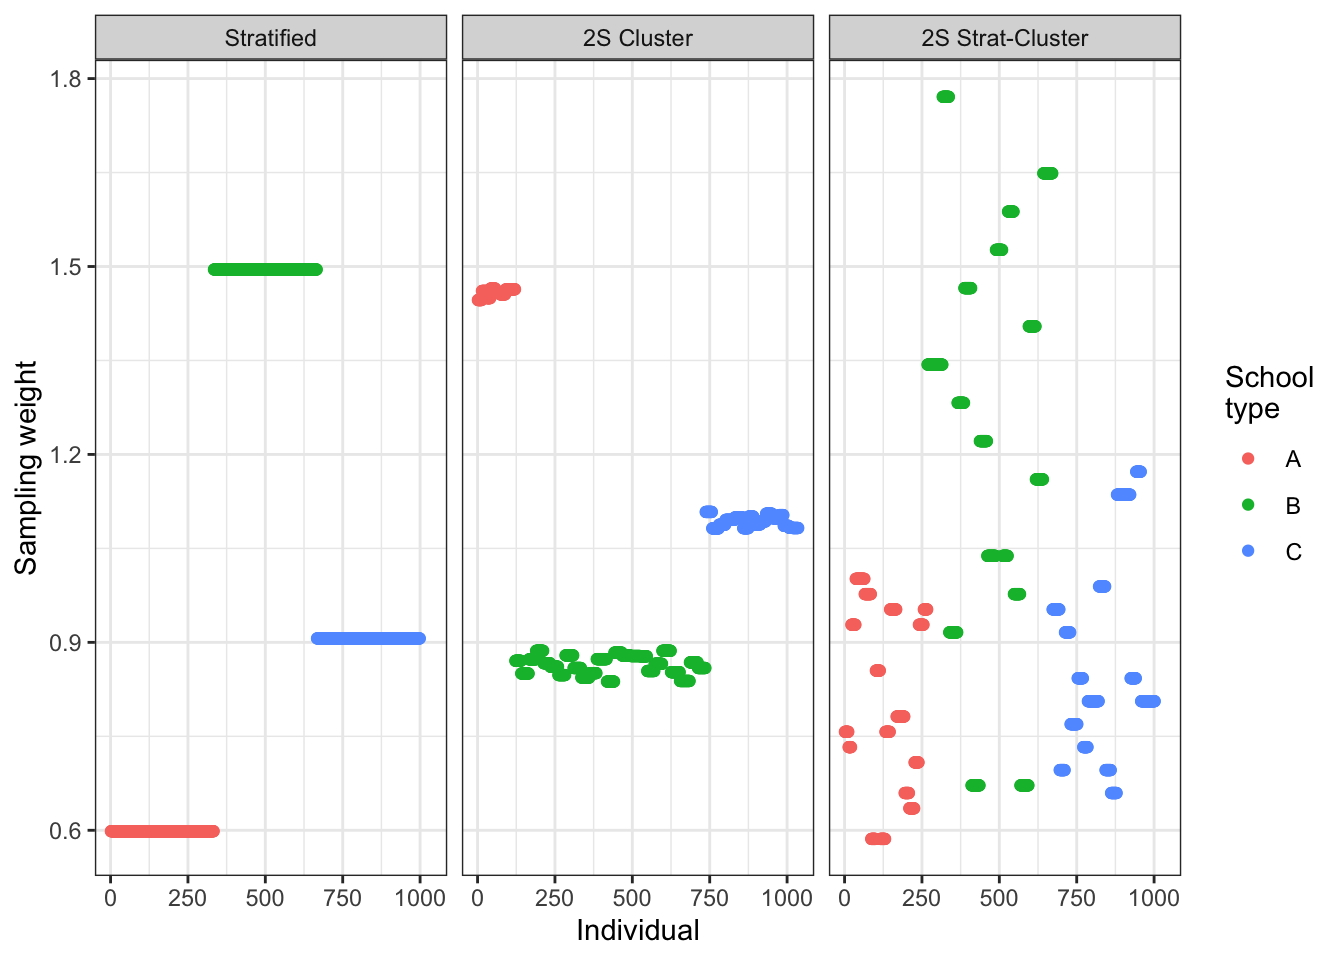 Stratified
2S Cluster
2S Strat-Cluster
Sampling weight
1.8
1.5
1.2
0.9
0.6
0 250 500 750 1000
0 250 500 750 1000
0 250 500 750 1000
Individual
School
type
A
B
C